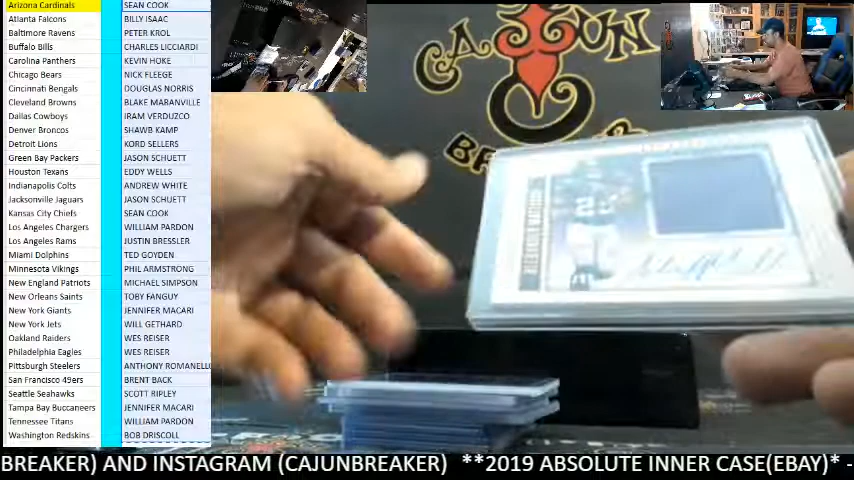 Arizona Cardinals SEAN COOK
Atlanta Falcons BILLY ISAAC
Baltimore Ravens PETER KROL
Buffalo Bills CHARLES LICCIARDI
Carolina Panthers KEVIN HOKE
Chicago Bears NICK FLEEGE
Cincinnati Bengals DOUGLAS NORRIS
Cleveland Browns BLAKE MARANVILLE
Dallas Cowboys IRAM VERDUZCO
Denver Broncos SHAWB KAMP
Detroit Lions KORD SELLERS
Green Bay Packers JASON SCHUETT
Houston Texans EDDY WELLS
Indianapolis Colts ANDREW WHITE
Jacksonville Jaguars JASON SCHUETT
Kansas City Chiefs SEAN COOK
Los Angeles Chargers WILLIAM PARDON
Los Angeles Rams JUSTIN BRESSLER
Miami Dolphins TED GOYDEN
Minnesota Vikings PHIL ARMSTRONG
New England Patriots MICHAEL SIMPSON
New Orleans Saints TOBY FANGUY
New York Giants JENNIFER MACARI
New York Jets WILL GETHARD
Oakland Raiders WES REISER
Philadelphia Eagles WES REISER
Pittsburgh Steelers ANTHONY ROMANELLO
San Francisco 49ers BRENT BACK
Seattle Seahawks SCOTT RIPLEY
Tampa Bay Buccaneers JENNIFER MACARI
Tennessee Titans WILLIAM PARDON
Washington Redskins BOB DRISCOLL
CAJUN
BREAKER) AND INSTAGRAM (CAJUNBREAKER) **2019 ABSOLUTE INNER CASE(EBAY)* -